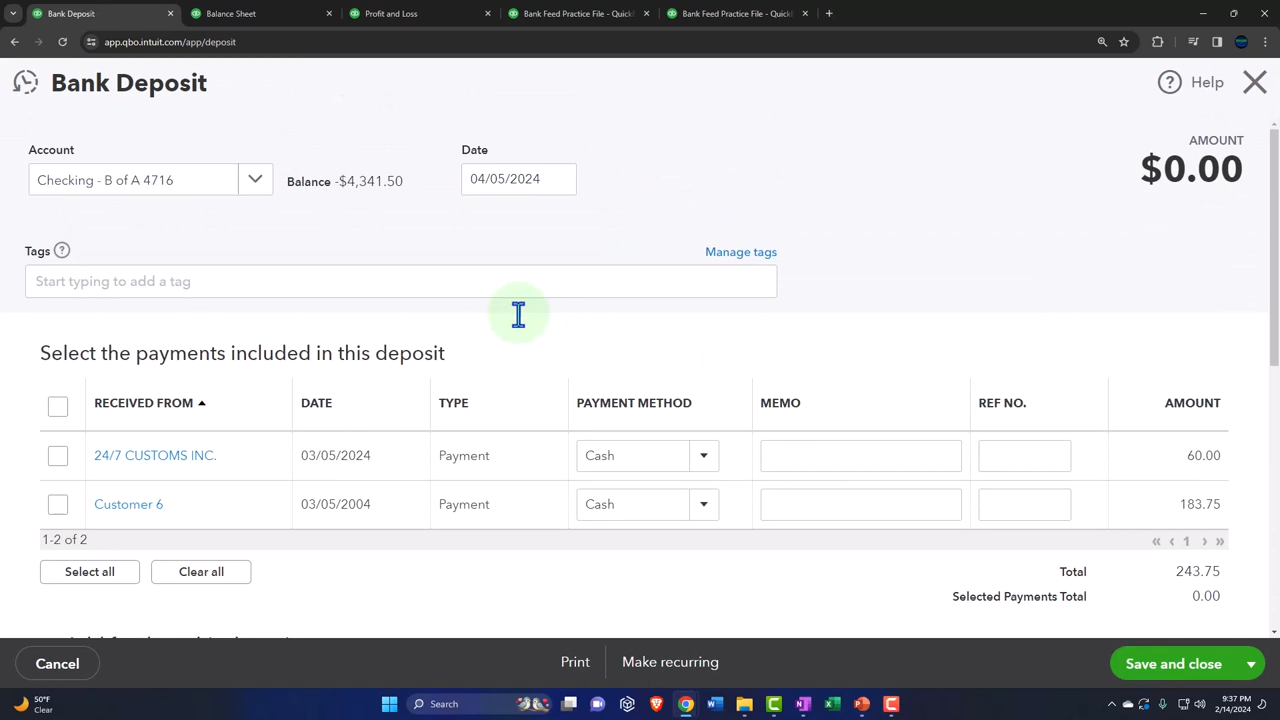 Bank Deposit
Balance Sheet
Profit and Loss
Bank Feed Practice File - Quick
Bank Feed Practice File - Quick
app.qbo.intuit.com/app/deposit
Bank Deposit
Help
Account
Date
AMOUNT
Checking - B of A 4716
Balance -$4,341.50
04/05/2024
$0.00
Tags
Manage tags
Start typing to add a tag
Select the payments included in this deposit
RECEIVED FROM DATE TYPE PAYMENT METHOD MEMO REF NO. AMOUNT
24/7 CUSTOMS INC. 03/05/2024 Payment Cash 60.00
Customer 6 03/05/2004 Payment Cash 183.75
1-2 of 2
« ‹ 1 › »
Select all
Clear all
Total 243.75
Selected Payments Total 0.00
Cancel
Print
Make recurring
Save and close
50°F
Clear
Search
9:37 PM
2/14/2024